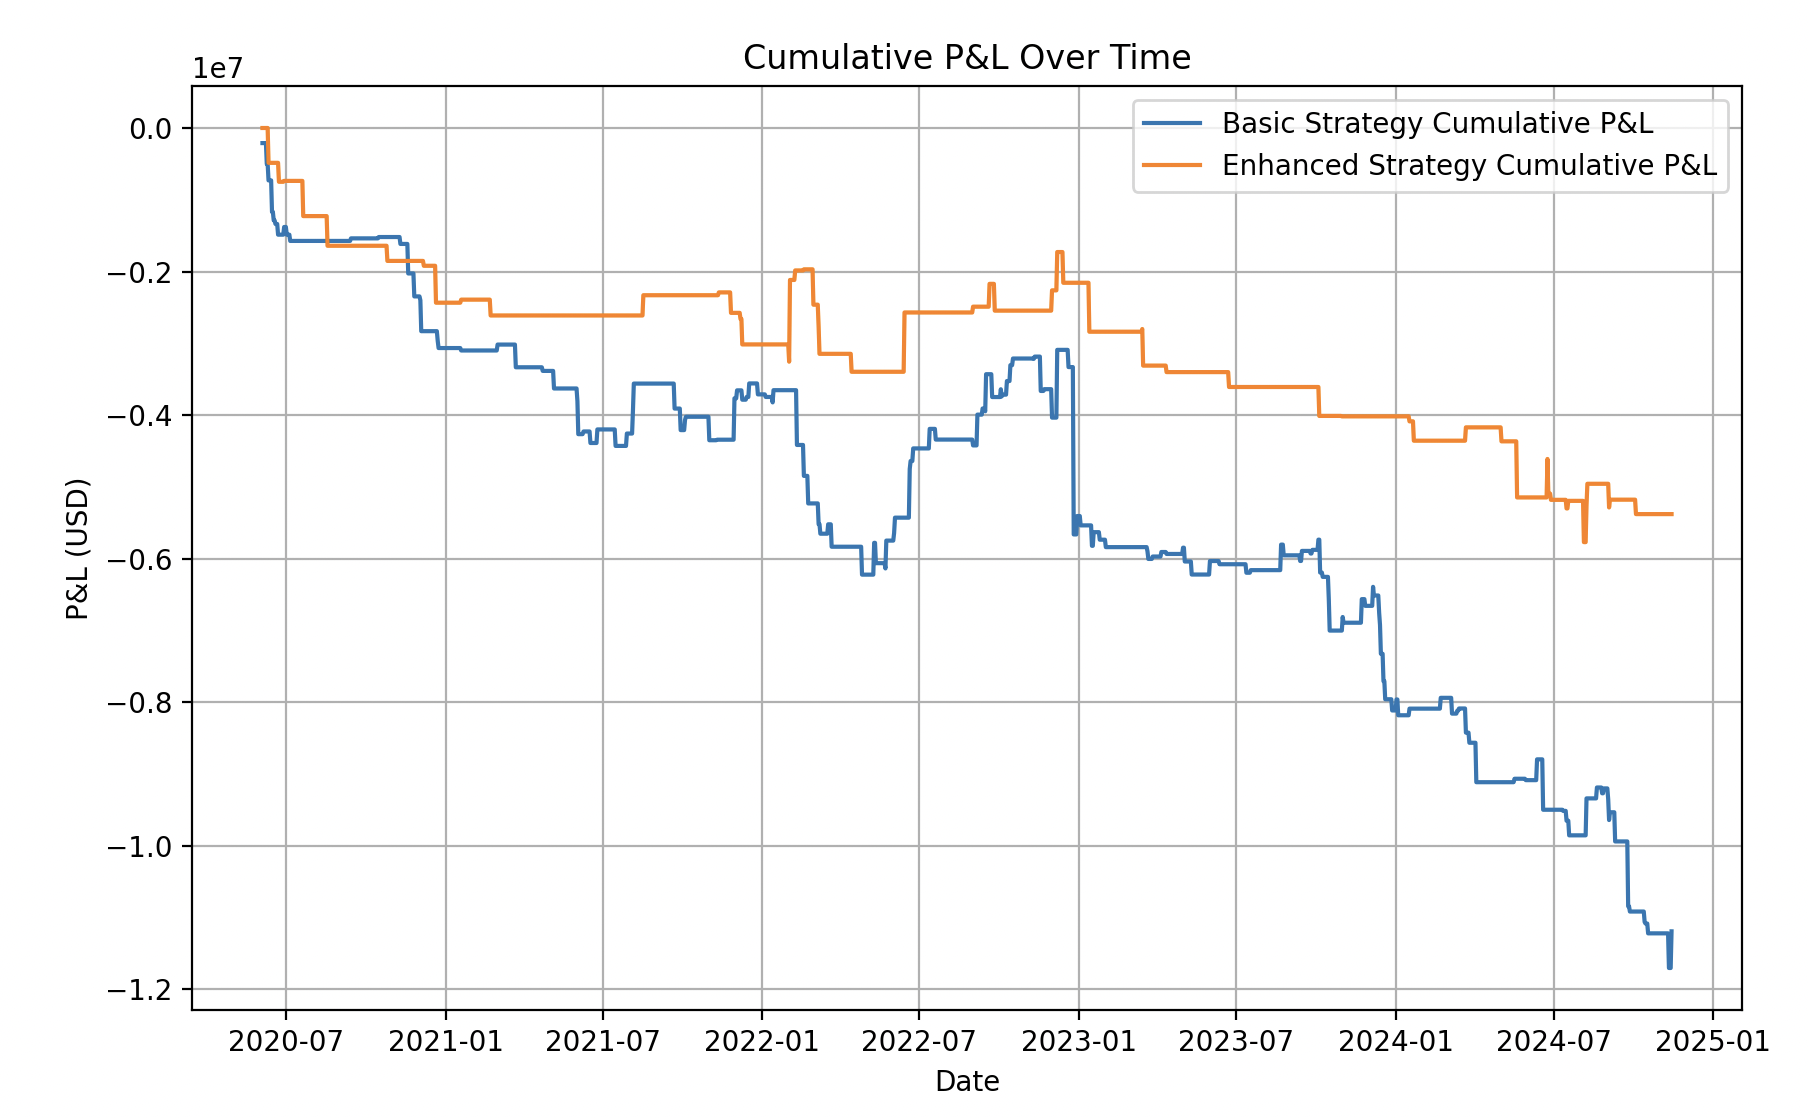 Cumulative P&L Over Time
1e7
Basic Strategy Cumulative P&L
Enhanced Strategy Cumulative P&L
0.0
−0.2
−0.4
−0.6
−0.8
−1.0
−1.2
P&L (USD)
2020-07 2021-01 2021-07 2022-01 2022-07 2023-01 2023-07 2024-01 2024-07 2025-01
Date